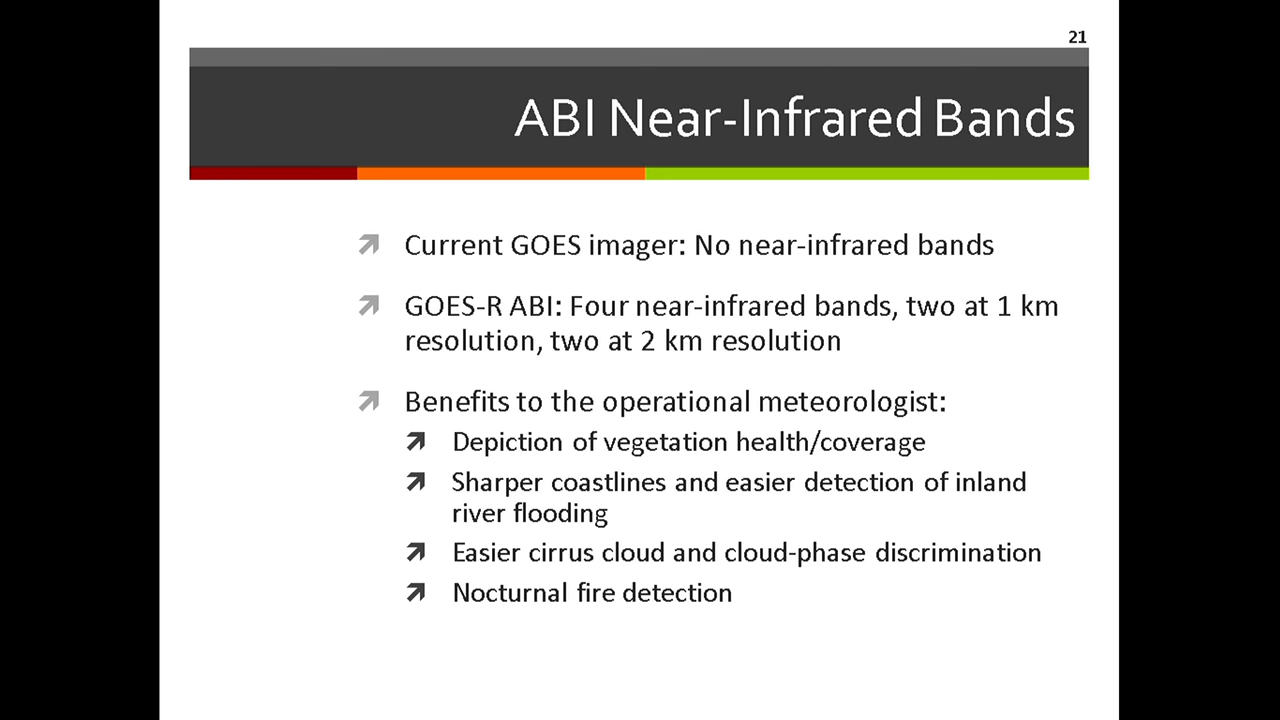 21
ABI Near-Infrared Bands
Current GOES imager: No near-infrared bands
GOES-R ABI: Four near-infrared bands, two at 1 km
resolution, two at 2 km resolution
Benefits to the operational meteorologist:
Depiction of vegetation health/coverage
Sharper coastlines and easier detection of inland
river flooding
Easier cirrus cloud and cloud-phase discrimination
Nocturnal fire detection